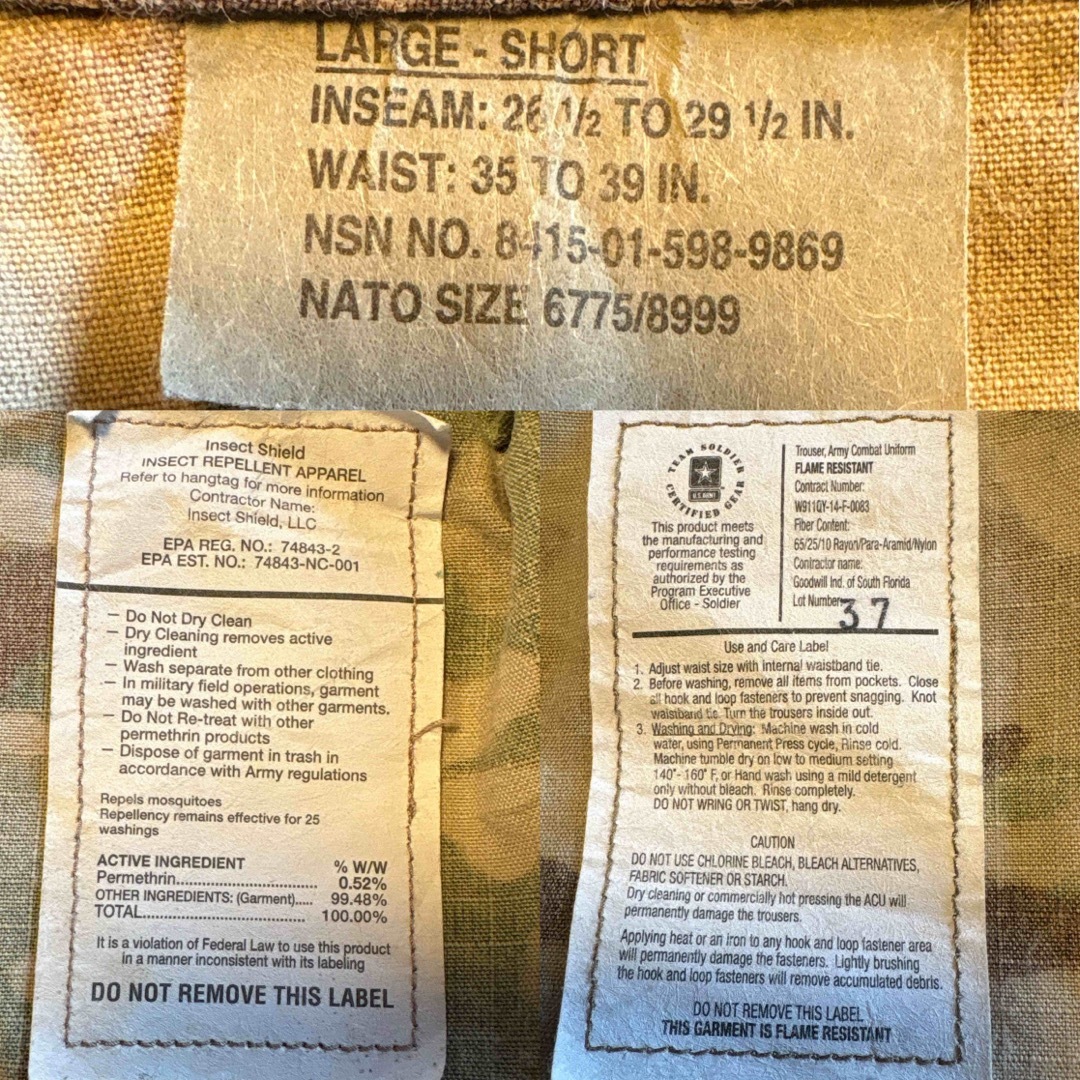 LARGE - SHORT
INSEAM: 26 1/2 TO 29 1/2 IN.
WAIST: 35 TO 39 IN.
NSN NO. 8415-01-598-9869
NATO SIZE 6775/8999
Insect Shield
INSECT REPELLENT APPAREL
Refer to hangtag for more information
Contractor Name:
Insect Shield, LLC
EPA REG. NO.: 74843-2
EPA EST. NO.: 74843-NC-001
– Do Not Dry Clean
– Dry Cleaning removes active
ingredient
– Wash separate from other clothing
– In military field operations, garment
may be washed with other garments.
– Do Not Re-treat with other
permethrin products
– Dispose of garment in trash in
accordance with Army regulations
Repels mosquitoes
Repellency remains effective for 25
washings
ACTIVE INGREDIENT % W/W
Permethrin................................ 0.52%
OTHER INGREDIENTS: (Garment)..... 99.48%
TOTAL..................................... 100.00%
It is a violation of Federal Law to use this product
in a manner inconsistent with its labeling
DO NOT REMOVE THIS LABEL
TEAM SOLDIER
U.S. ARMY
CERTIFIED GEAR
This product meets
the manufacturing and
performance testing
requirements as
authorized by the
Program Executive
Office - Soldier
Trouser, Army Combat Uniform
FLAME RESISTANT
Contract Number:
W911QY-14-F-0083
Fiber Content:
65/25/10 Rayon/Para-Aramid/Nylon
Contractor name:
Goodwill Ind. of South Florida
Lot Number: 37
Use and Care Label
1. Adjust waist size with internal waistband tie.
2. Before washing, remove all items from pockets. Close
all hook and loop fasteners to prevent snagging. Knot
waistband tie. Turn the trousers inside out.
3. Washing and Drying: Machine wash in cold
water, using Permanent Press cycle, Rinse cold.
Machine tumble dry on low to medium setting
140°- 160° F, or Hand wash using a mild detergent
only without bleach. Rinse completely.
DO NOT WRING OR TWIST, hang dry.
CAUTION
DO NOT USE CHLORINE BLEACH, BLEACH ALTERNATIVES,
FABRIC SOFTENER OR STARCH.
Dry cleaning or commercially hot pressing the ACU will
permanently damage the trousers.
Applying heat or an iron to any hook and loop fastener area
will permanently damage the fasteners. Lightly brushing
the hook and loop fasteners will remove accumulated debris.
DO NOT REMOVE THIS LABEL
THIS GARMENT IS FLAME RESISTANT